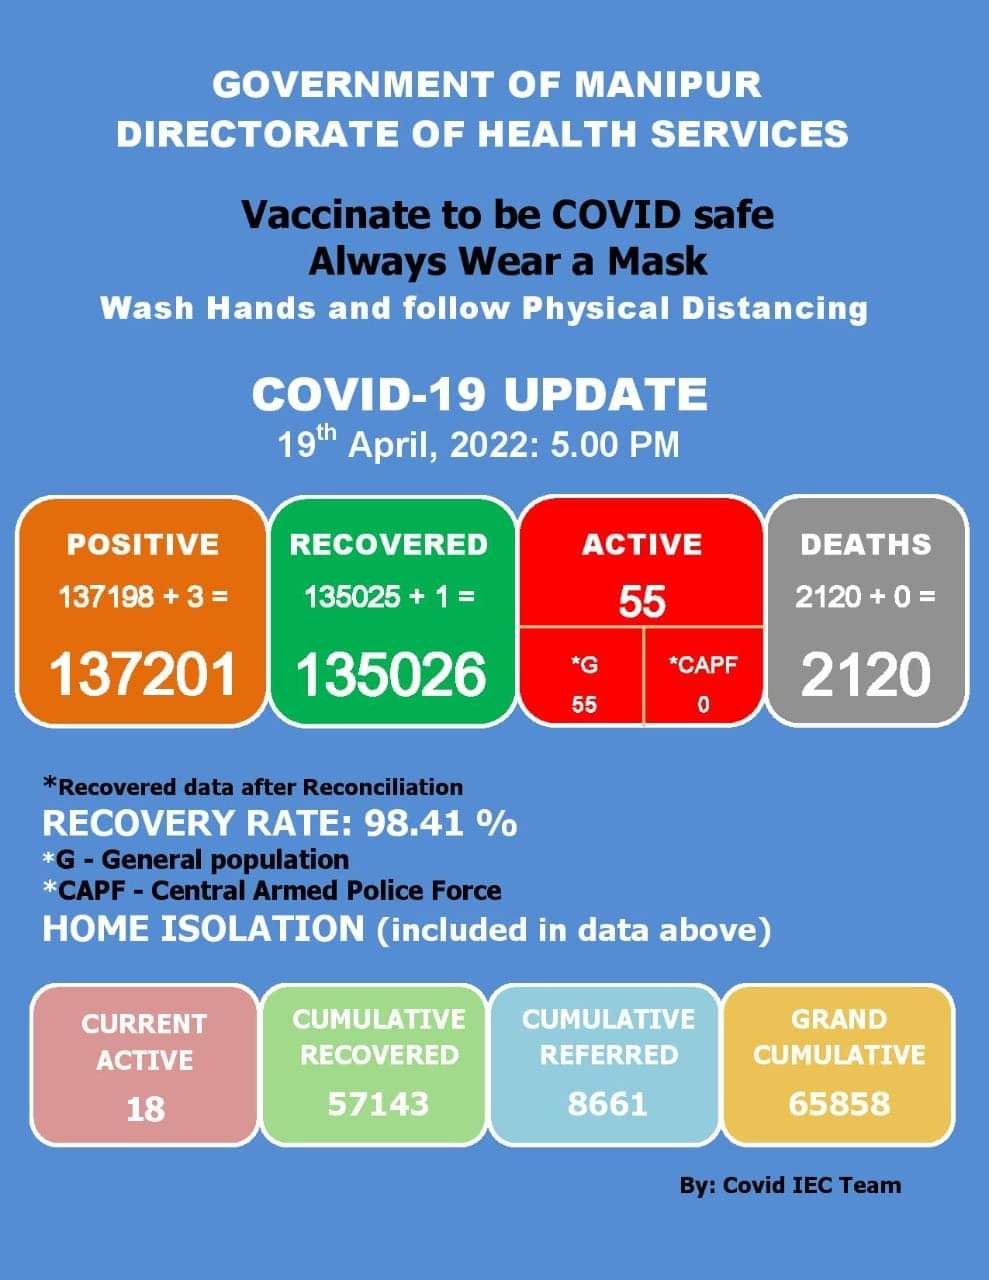 GOVERNMENT OF MANIPUR
DIRECTORATE OF HEALTH SERVICES
Vaccinate to be COVID safe
Always Wear a Mask
Wash Hands and follow Physical Distancing
COVID-19 UPDATE
19th April, 2022: 5.00 PM
POSITIVE
137198 + 3 =
137201
RECOVERED
135025 + 1 =
135026
ACTIVE
55
*G
55
*CAPF
0
DEATHS
2120 + 0 =
2120
*Recovered data after Reconciliation
RECOVERY RATE: 98.41 %
*G - General population
*CAPF - Central Armed Police Force
HOME ISOLATION (included in data above)
CURRENT
ACTIVE
18
CUMULATIVE
RECOVERED
57143
CUMULATIVE
REFERRED
8661
GRAND
CUMULATIVE
65858
By: Covid IEC Team